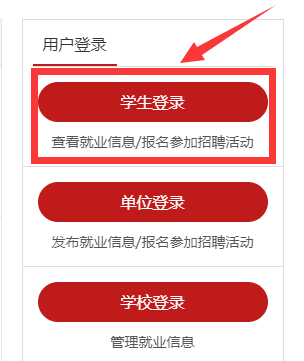 用户登录
学生登录
查看就业信息/报名参加招聘活动
单位登录
发布就业信息/报名参加招聘活动
学校登录
管理就业信息